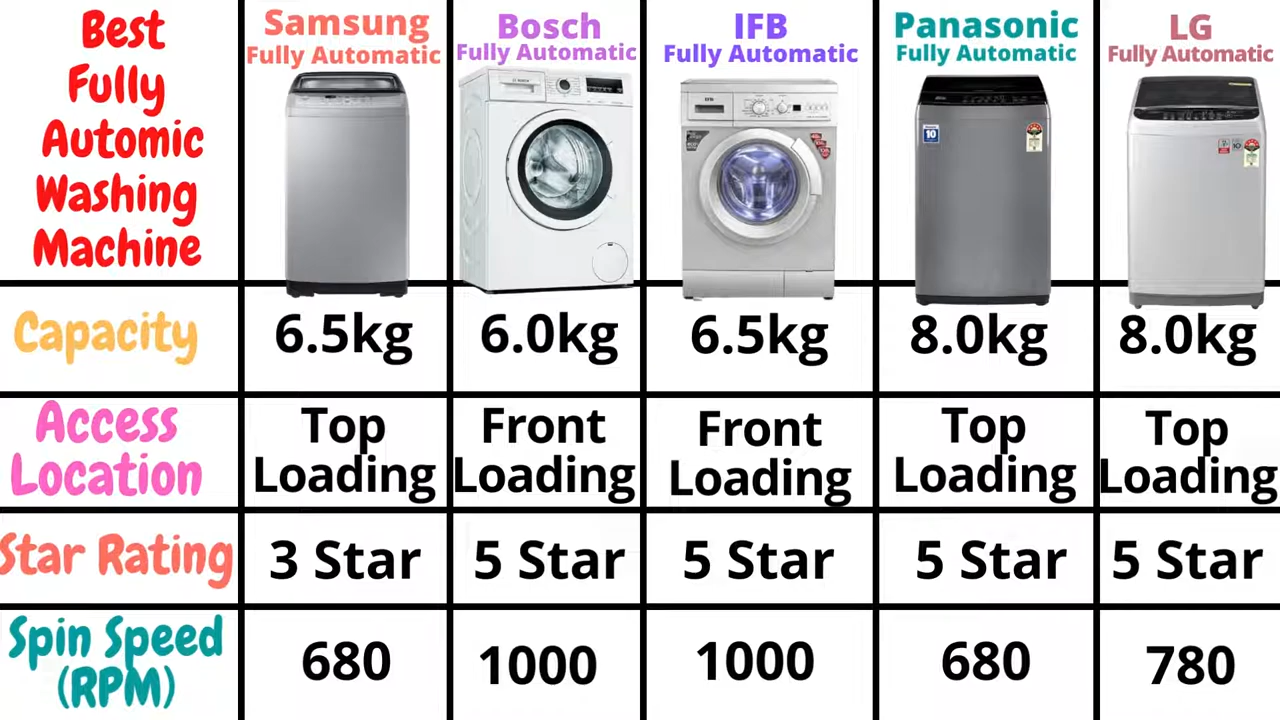 Best
Fully
Automic
Washing
Machine
Samsung
Fully Automatic
Bosch
Fully Automatic
IFB
Fully Automatic
Panasonic
Fully Automatic
LG
Fully Automatic
Capacity
6.5kg
6.0kg
6.5kg
8.0kg
8.0kg
Access
Location
Top
Loading
Front
Loading
Front
Loading
Top
Loading
Top
Loading
Star Rating
3 Star
5 Star
5 Star
5 Star
5 Star
Spin Speed
(RPM)
680
1000
1000
680
780